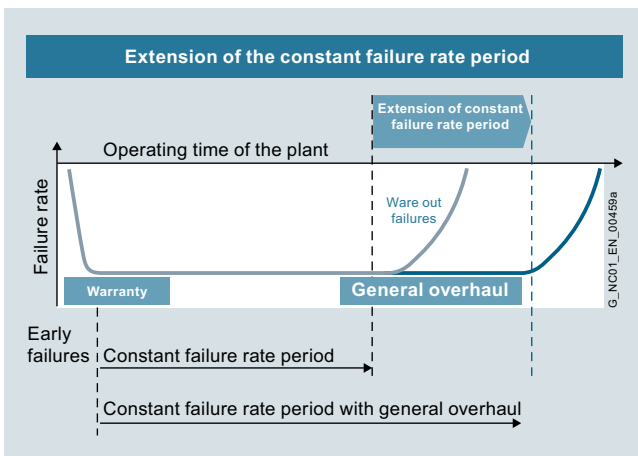 Extension of the constant failure rate period
Extension of constant
failure rate period
Operating time of the plant
Failure rate
Ware out
failures
G_NC01_EN_00459a
Warranty
General overhaul
Early
failures
Constant failure rate period
Constant failure rate period with general overhaul